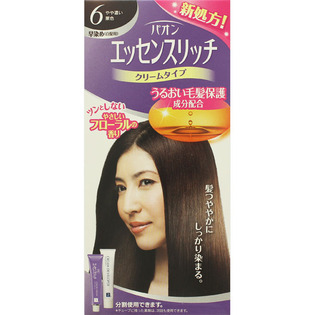 6 やや濃い
栗色
早染め(白髪用)
新処方!
パオン
エッセンスリッチ
クリームタイプ
うるおい毛髪保護
成分配合
ツンとしない
やさしい
フローラルの
香り
髪つややかに
しっかり染まる。
分割使用できます。